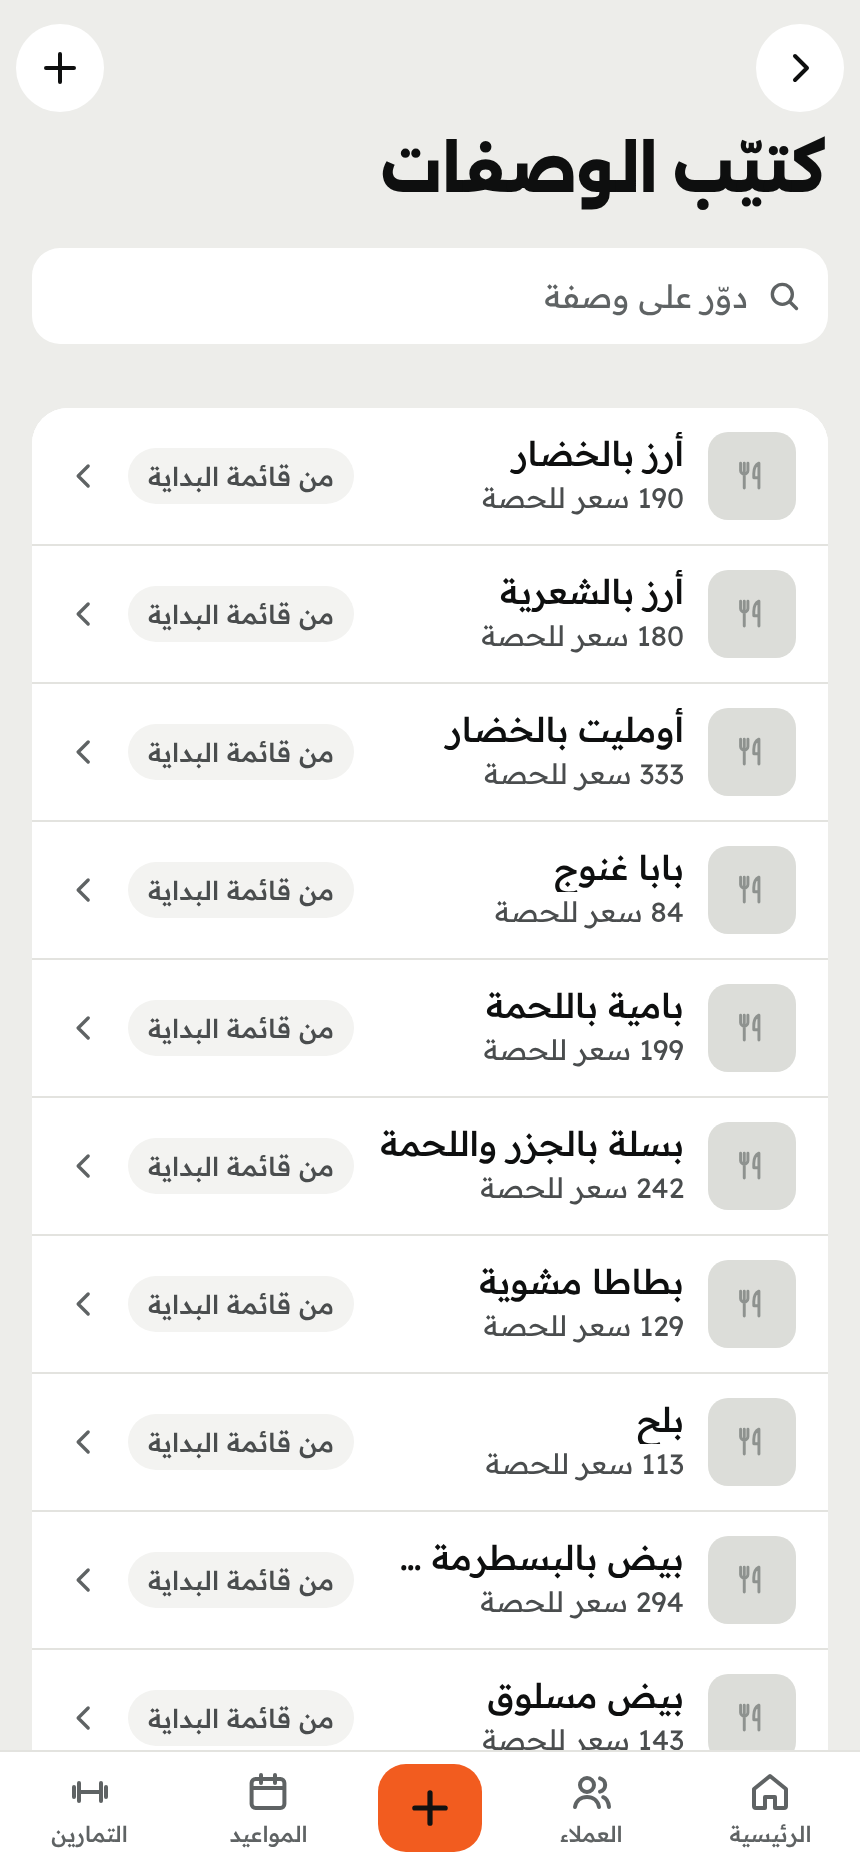 كتيّب الوصفات
دوّر على وصفة
أرز بالخضار
190 سعر للحصة
من قائمة البداية
أرز بالشعرية
180 سعر للحصة
من قائمة البداية
أومليت بالخضار
333 سعر للحصة
من قائمة البداية
بابا غنوج
84 سعر للحصة
من قائمة البداية
بامية باللحمة
199 سعر للحصة
من قائمة البداية
بسلة بالجزر واللحمة
242 سعر للحصة
من قائمة البداية
بطاطا مشوية
129 سعر للحصة
من قائمة البداية
بلح
113 سعر للحصة
من قائمة البداية
بيض بالبسطرمة ...
294 سعر للحصة
من قائمة البداية
بيض مسلوق
143 سعر للحصة
من قائمة البداية
الرئيسية
العملاء
المواعيد
التمارين